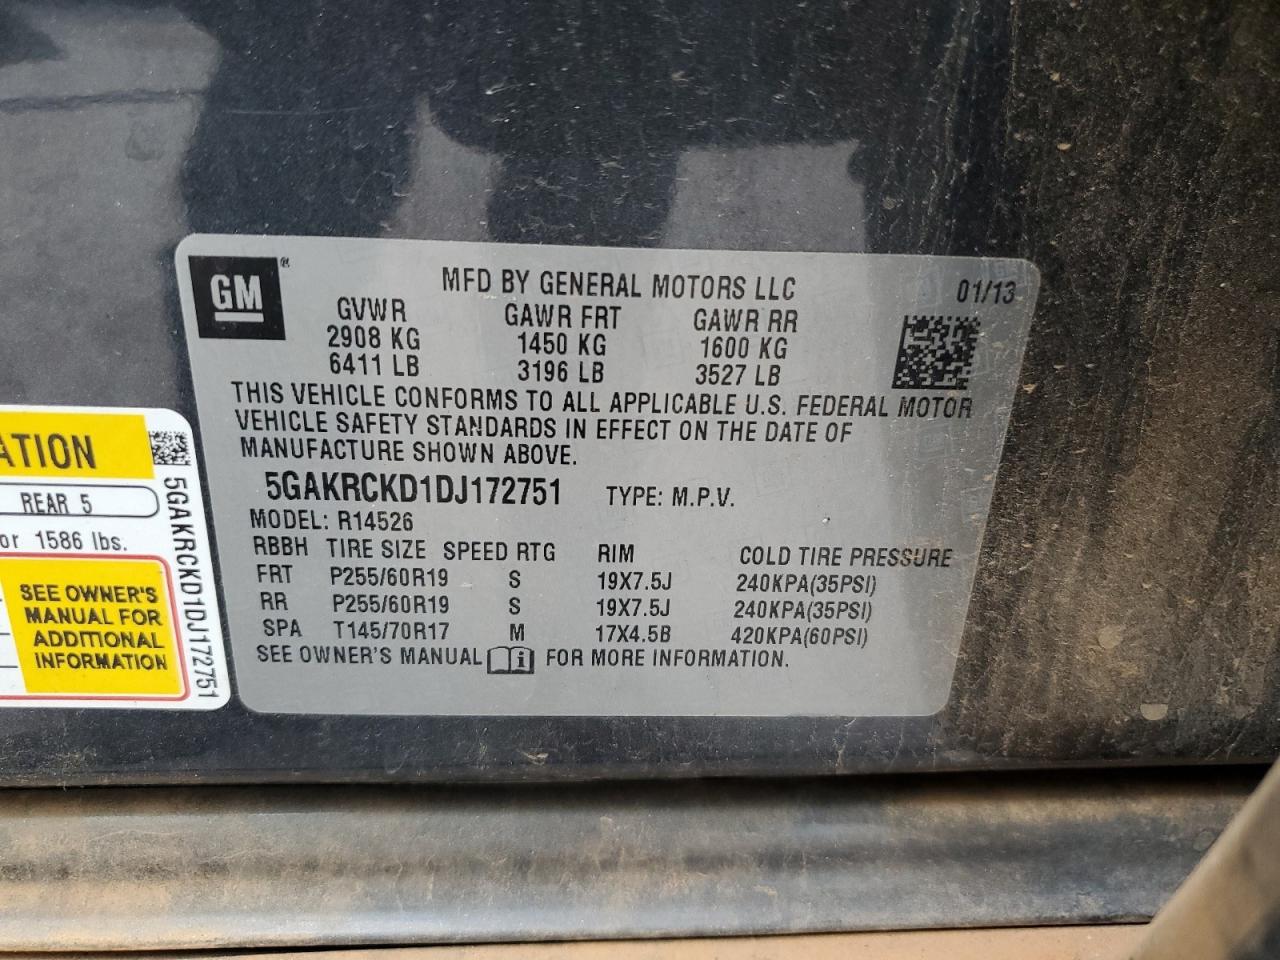 GM ®
MFD BY GENERAL MOTORS LLC 01/13
GVWR GAWR FRT GAWR RR
2908 KG 1450 KG 1600 KG
6411 LB 3196 LB 3527 LB
THIS VEHICLE CONFORMS TO ALL APPLICABLE U.S. FEDERAL MOTOR
VEHICLE SAFETY STANDARDS IN EFFECT ON THE DATE OF
MANUFACTURE SHOWN ABOVE.
5GAKRCKD1DJ172751 TYPE: M.P.V.
MODEL: R14526
RBBH TIRE SIZE SPEED RTG RIM COLD TIRE PRESSURE
FRT P255/60R19 S 19X7.5J 240KPA(35PSI)
RR P255/60R19 S 19X7.5J 240KPA(35PSI)
SPA T145/70R17 M 17X4.5B 420KPA(60PSI)
SEE OWNER'S MANUAL i FOR MORE INFORMATION.
ATION
REAR 5
or 1586 lbs.
SEE OWNER'S
MANUAL FOR
ADDITIONAL
INFORMATION
5GAKRCKD1DJ172751